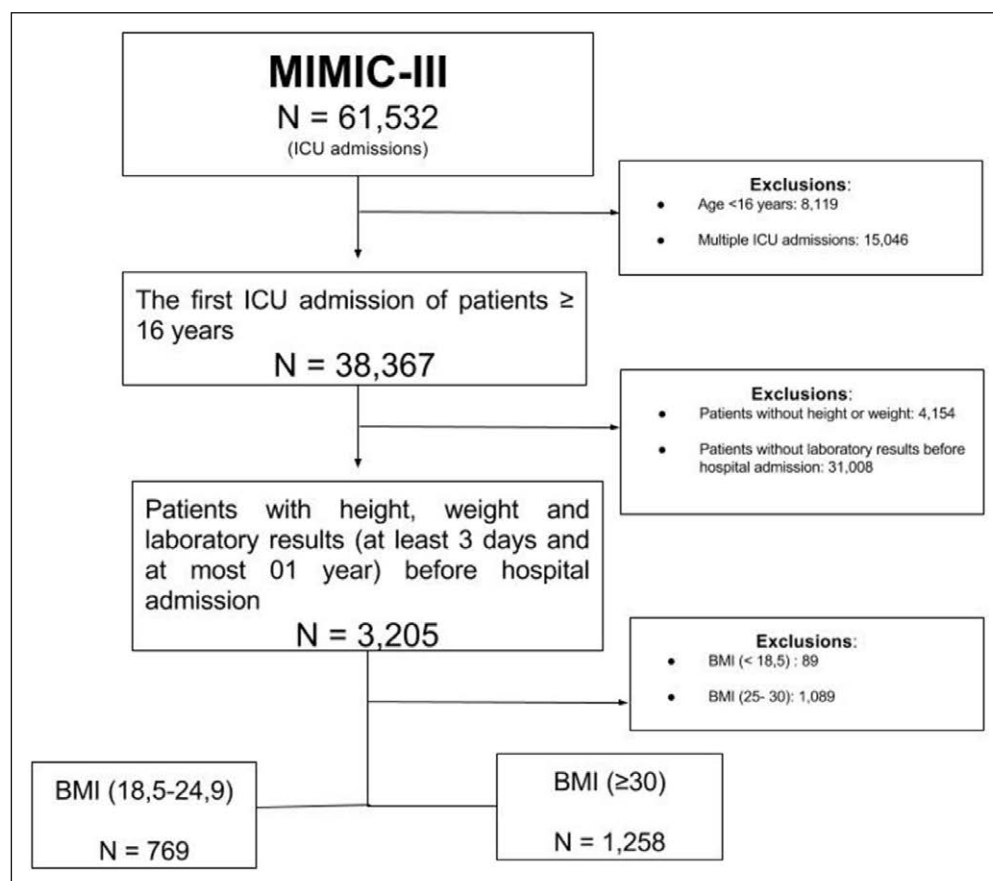 MIMIC-III
N = 61,532
(ICU admissions)
Exclusions:
• Age <16 years: 8,119
• Multiple ICU admissions: 15,046
The first ICU admission of patients ≥
16 years
N = 38,367
Exclusions:
• Patients without height or weight: 4,154
• Patients without laboratory results before
hospital admission: 31,008
Patients with height, weight and
laboratory results (at least 3 days and
at most 01 year) before hospital
admission
N = 3,205
Exclusions:
• BMI (< 18,5) : 89
• BMI (25- 30): 1,089
BMI (18,5-24,9)
N = 769
BMI (≥30)
N = 1,258